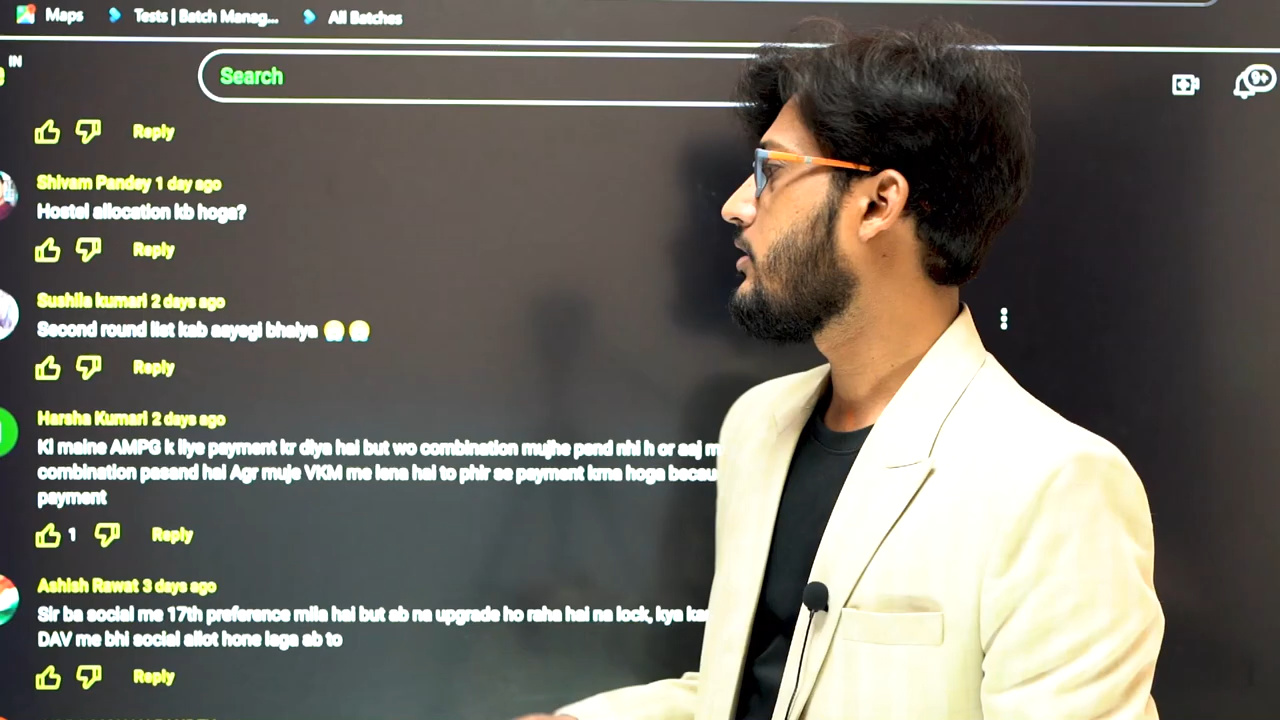 Maps
Tests | Batch Manag...
All Batches
IN
Search
9+
Reply
Shivam Pandey 1 day ago
Hostel allocation kb hoga?
Reply
Sushila kumari 2 days ago
Second round list kab aayegi bhaiya 😱😱
Reply
Harsha Kumari 2 days ago
Ki maine AMPG k liye payment kr diya hai but wo combination mujhe pand nhi h or aaj
combination pasand hai Agr muje VKM me lena hai to phir se payment krna hoga
payment
1
Reply
Ashish Rawat 3 days ago
Sir ba social me 17th preference mila hai but ab na upgrade ho raha hai na lock, kya
DAV me bhi social allot hone laga ab to
Reply